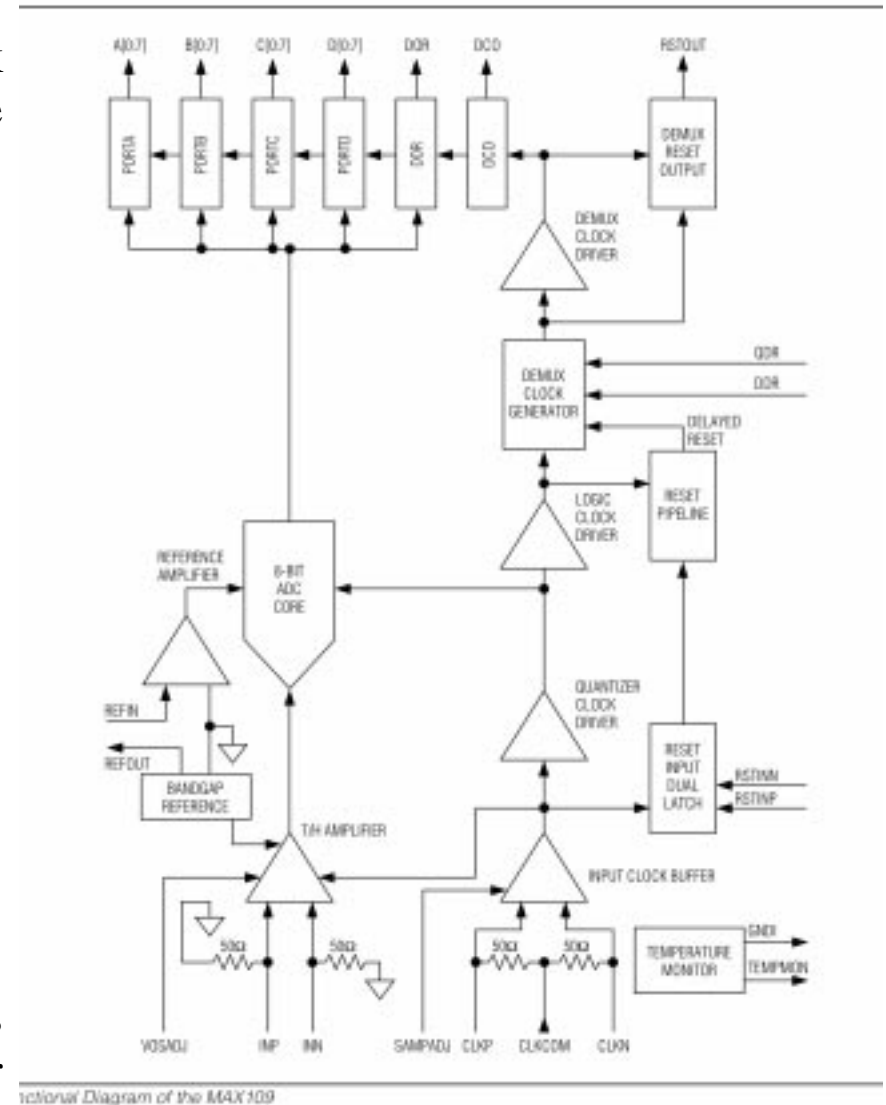 A[0:7] B[0:7] C[0:7] D[0:7] DOR DCO RSTOUT
PORTA PORTB PORTC PORTD DOR DCO
DEMUX
RESET
OUTPUT
DEMUX
CLOCK
DRIVER
DEMUX
CLOCK
GENERATOR
QDR
DDR
DELAYED
RESET
RESET
PIPELINE
LOGIC
CLOCK
DRIVER
REFERENCE
AMPLIFIER
8-BIT
ADC
CORE
QUANTIZER
CLOCK
DRIVER
REFIN
REFOUT
BANDGAP
REFERENCE
RESET
INPUT
DUAL
LATCH
RSTINN
RSTINP
T/H AMPLIFIER
INPUT CLOCK BUFFER
50Ω 50Ω 50Ω 50Ω
TEMPERATURE
MONITOR
GNDI
TEMPMON
VOSADJ INP INN SAMPADJ CLKP CLKCOM CLKN
nctional Diagram of the MAX109